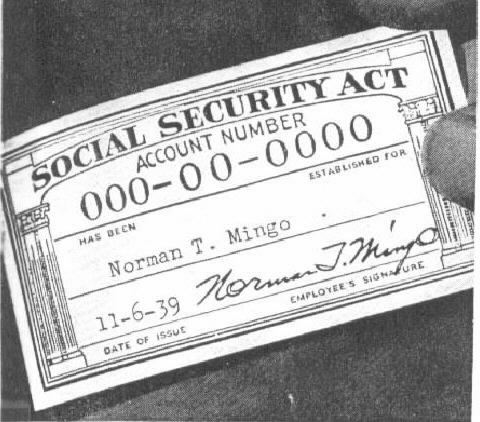 SOCIAL SECURITY ACT
ACCOUNT NUMBER
000-00-0000
HAS BEEN ESTABLISHED FOR
Norman T. Mingo
Norman T. Mingo
11-6-39
DATE OF ISSUE EMPLOYEE'S SIGNATURE